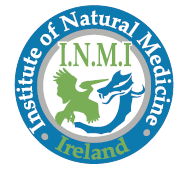 Institute of Natural Medicine
I.N.M.I
Ireland